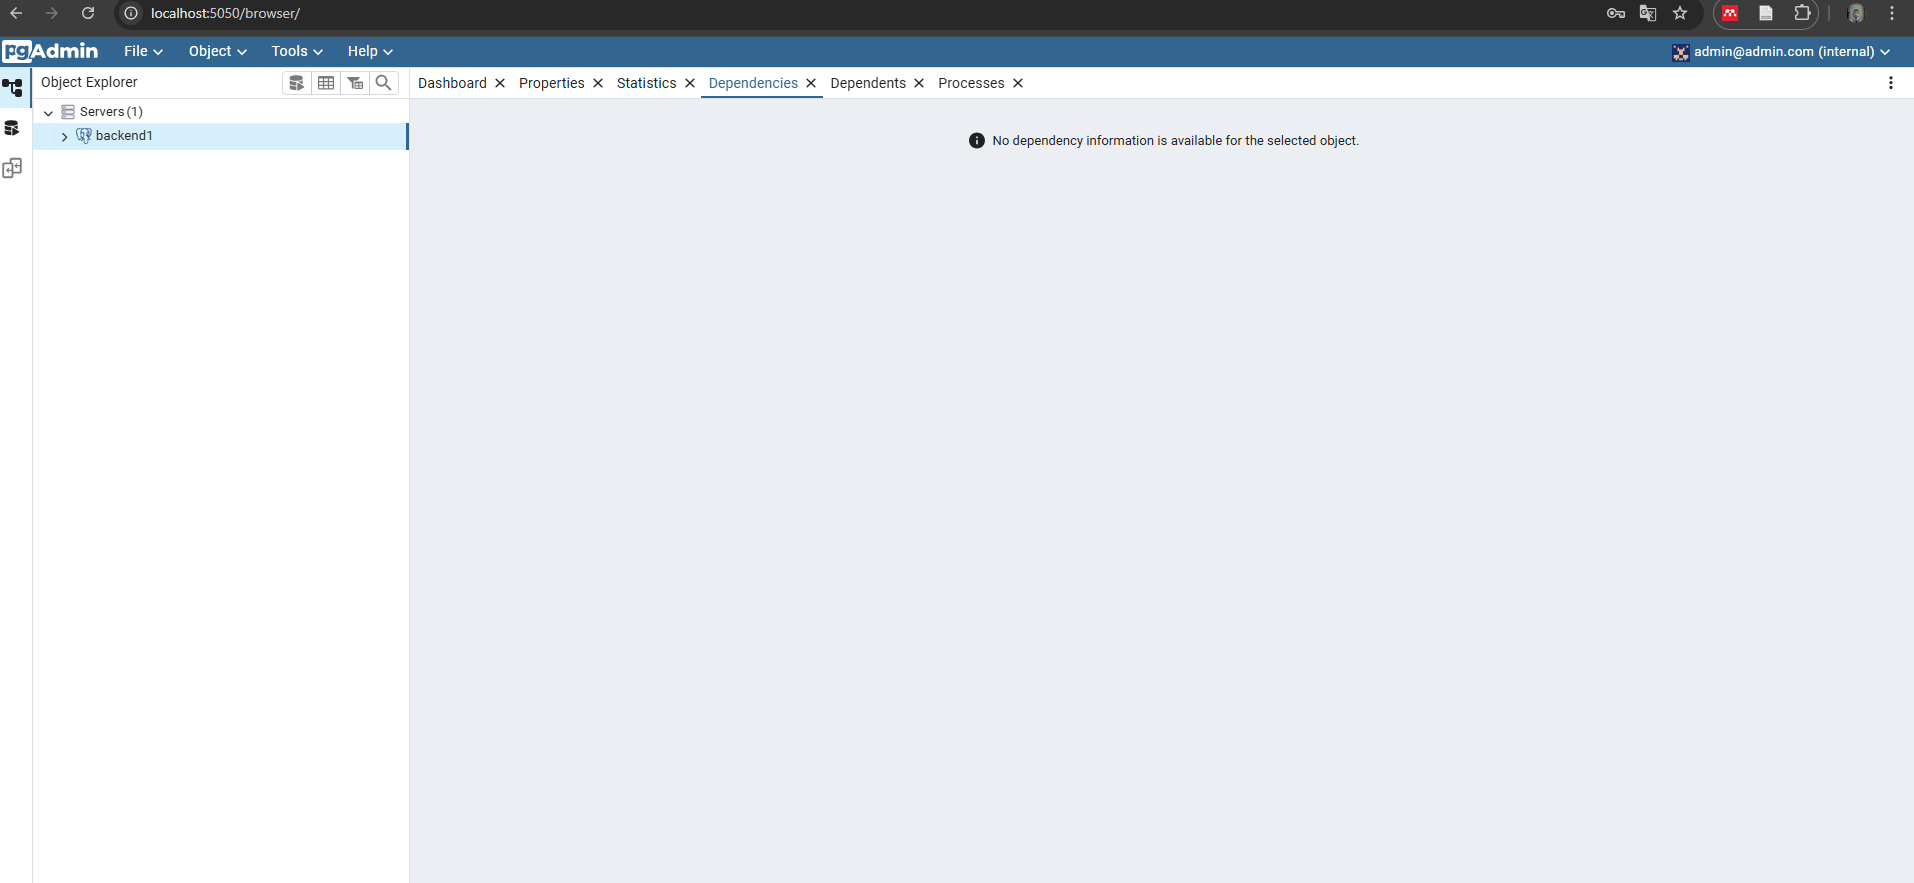 localhost:5050/browser/
pgAdmin File Object Tools Help admin@admin.com (internal)
Object Explorer
Dashboard Properties Statistics Dependencies Dependents Processes
Servers (1)
backend1
No dependency information is available for the selected object.